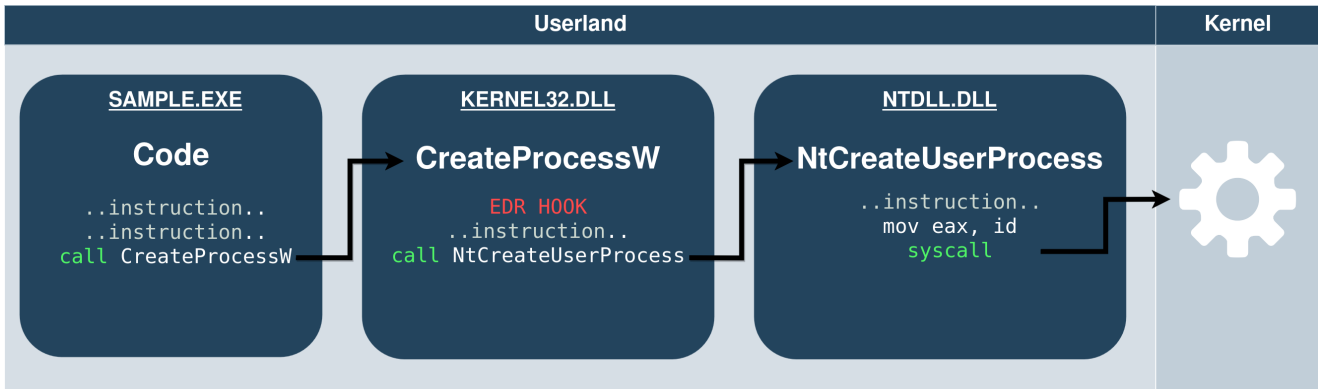 Userland
Kernel
SAMPLE.EXE
Code
..instruction..
..instruction..
call CreateProcessW
KERNEL32.DLL
CreateProcessW
EDR HOOK
..instruction..
call NtCreateUserProcess
NTDLL.DLL
NtCreateUserProcess
..instruction..
mov eax, id
syscall